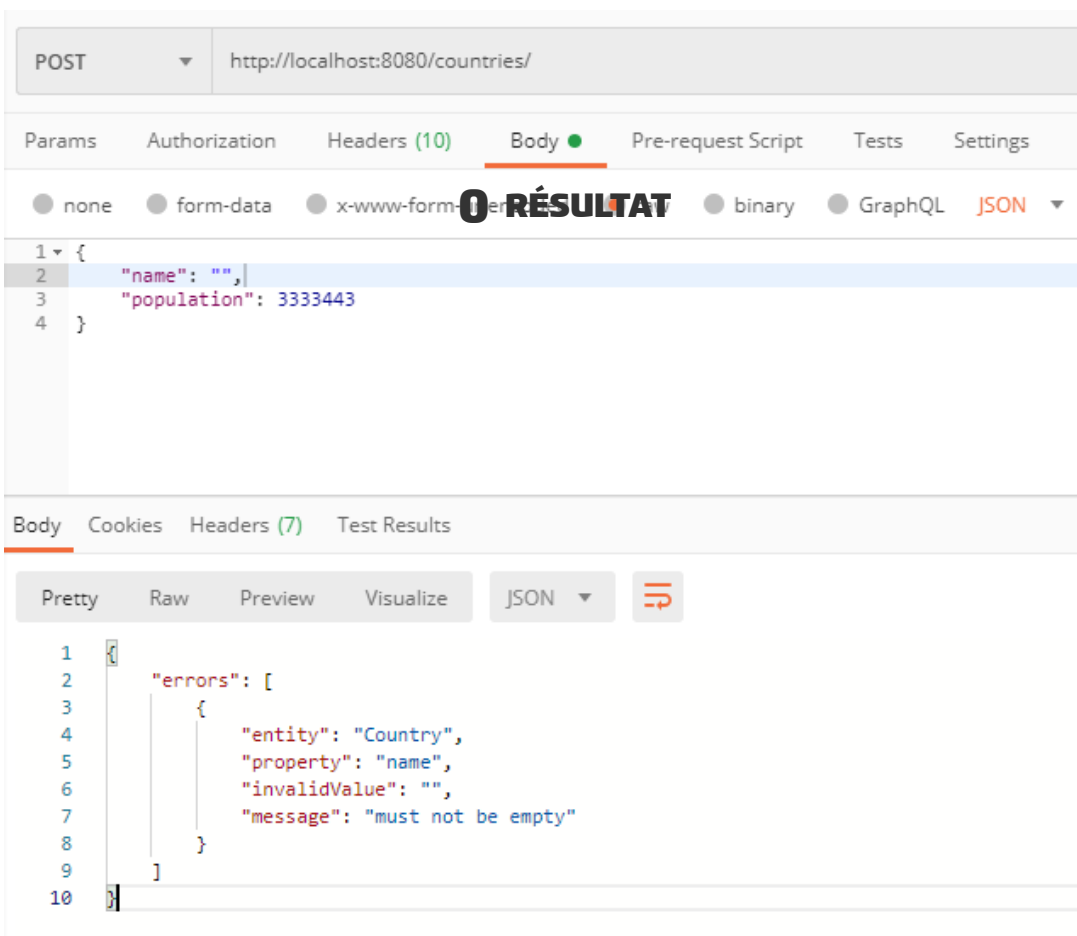 POST http://localhost:8080/countries/
Params Authorization Headers (10) Body Pre-request Script Tests Settings
none form-data x-www-form- binary GraphQL JSON
0 RÉSULTAT
1 {
2 "name": "",
3 "population": 3333443
4 }
Body Cookies Headers (7) Test Results
Pretty Raw Preview Visualize JSON
1 {
2 "errors": [
3 {
4 "entity": "Country",
5 "property": "name",
6 "invalidValue": "",
7 "message": "must not be empty"
8 }
9 ]
10 }